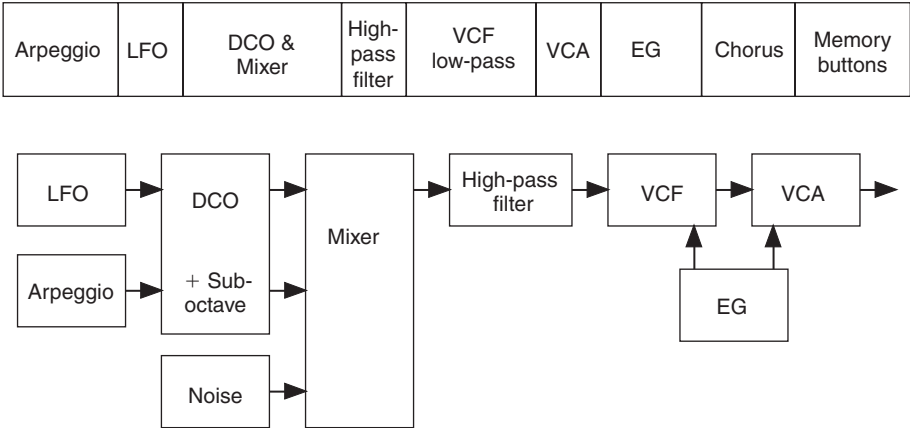 Arpeggio
LFO
DCO &
Mixer
High-
pass
filter
VCF
low-pass
VCA
EG
Chorus
Memory
buttons
LFO
DCO
Mixer
High-pass
filter
VCF
VCA
Arpeggio
+ Sub-
octave
EG
Noise